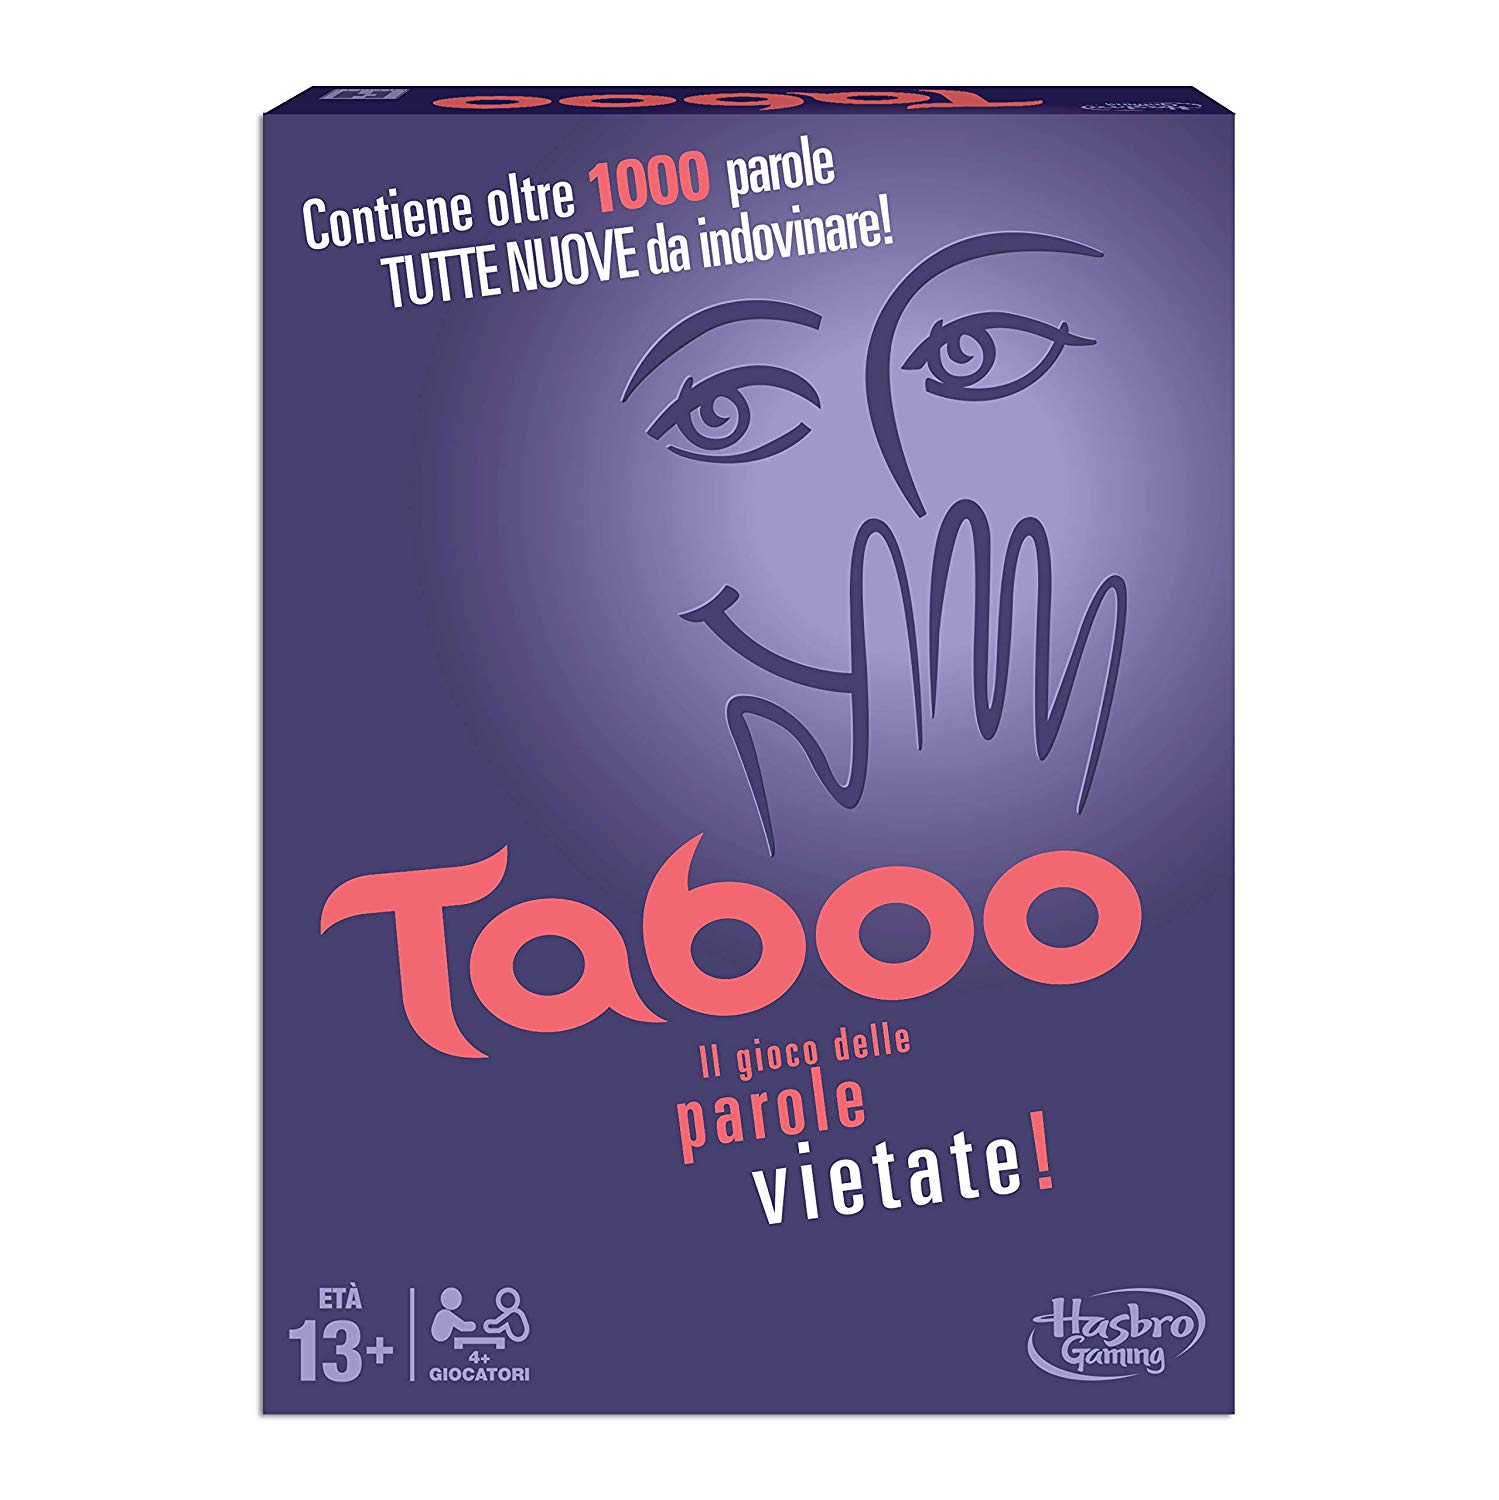 Taboo
Contiene oltre 1000 parole
TUTTE NUOVE da indovinare!
Taboo
Il gioco delle
parole
vietate!
ETÀ
13+
4+
GIOCATORI
Hasbro
Gaming